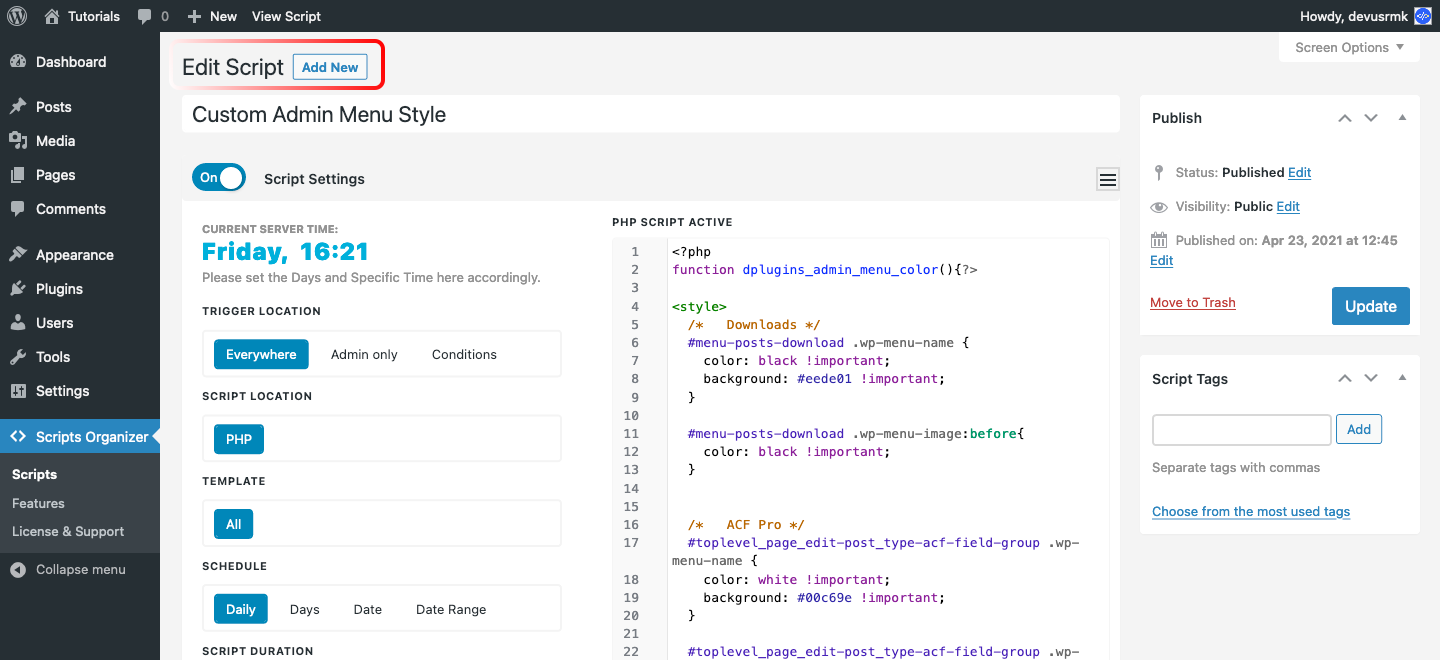 Tutorials 0 New View Script Howdy, devusrmk
Dashboard
Posts
Media
Pages
Comments
Appearance
Plugins
Users
Tools
Settings
Scripts Organizer
Scripts
Features
License & Support
Collapse menu
Screen Options
Edit Script Add New
Custom Admin Menu Style
On Script Settings
CURRENT SERVER TIME:
Friday, 16:21
Please set the Days and Specific Time here accordingly.
TRIGGER LOCATION
Everywhere Admin only Conditions
SCRIPT LOCATION
PHP
TEMPLATE
All
SCHEDULE
Daily Days Date Date Range
SCRIPT DURATION
PHP SCRIPT ACTIVE
1 <?php
2 function dplugins_admin_menu_color(){?>
3
4 <style>
5 /*   Downloads */
6 #menu-posts-download .wp-menu-name {
7 color: black !important;
8 background: #eede01 !important;
9 }
10
11 #menu-posts-download .wp-menu-image:before{
12 color: black !important;
13 }
14
15
16 /*   ACF Pro */
17 #toplevel_page_edit-post_type-acf-field-group .wp-
menu-name {
18 color: white !important;
19 background: #00c69e !important;
20 }
21
22 #toplevel_page_edit-post_type-acf-field-group .wp-
Publish
Status: Published Edit
Visibility: Public Edit
Published on: Apr 23, 2021 at 12:45
Edit
Move to Trash Update
Script Tags
Add
Separate tags with commas
Choose from the most used tags